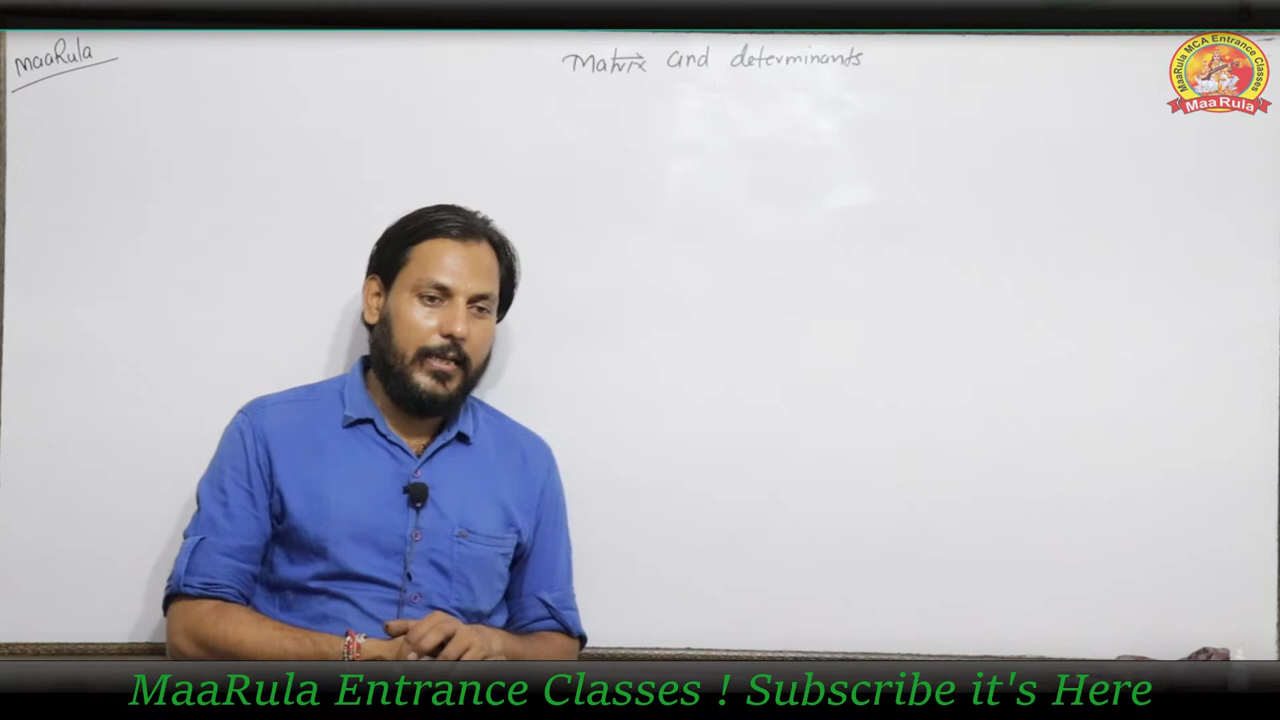 maaRula
Matrix and determinants
MaaRula MCA Entrance Classes
MaaRula
MaaRula Entrance Classes ! Subscribe it's Here